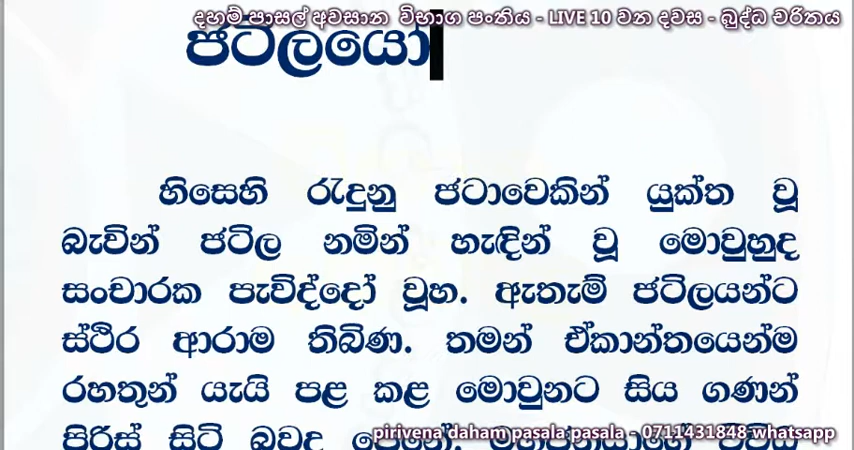 දහම් පාසල් අවසාන විභාග පංතිය - LIVE 10 වන දවස - බුද්ධ චරිතය
ජටිලයෝ
හිසෙහි රැඳුනු ජටාවෙකින් යුක්ත වූ
බැවින් ජටිල නමින් හැඳින් වූ මොවුහුද
සංචාරක පැවිද්දෝ වූහ. ඇතැම් ජටිලයන්ට
ස්ථිර ආරාම තිබිණ. තමන් ඒකාන්තයෙන්ම
රහතුන් යැයි පළ කළ මොවුනට සිය ගණන්
පිරිස් සිටි බවද පෙනේ.
pirivena daham pasala pasala - 0711431848 whatsapp